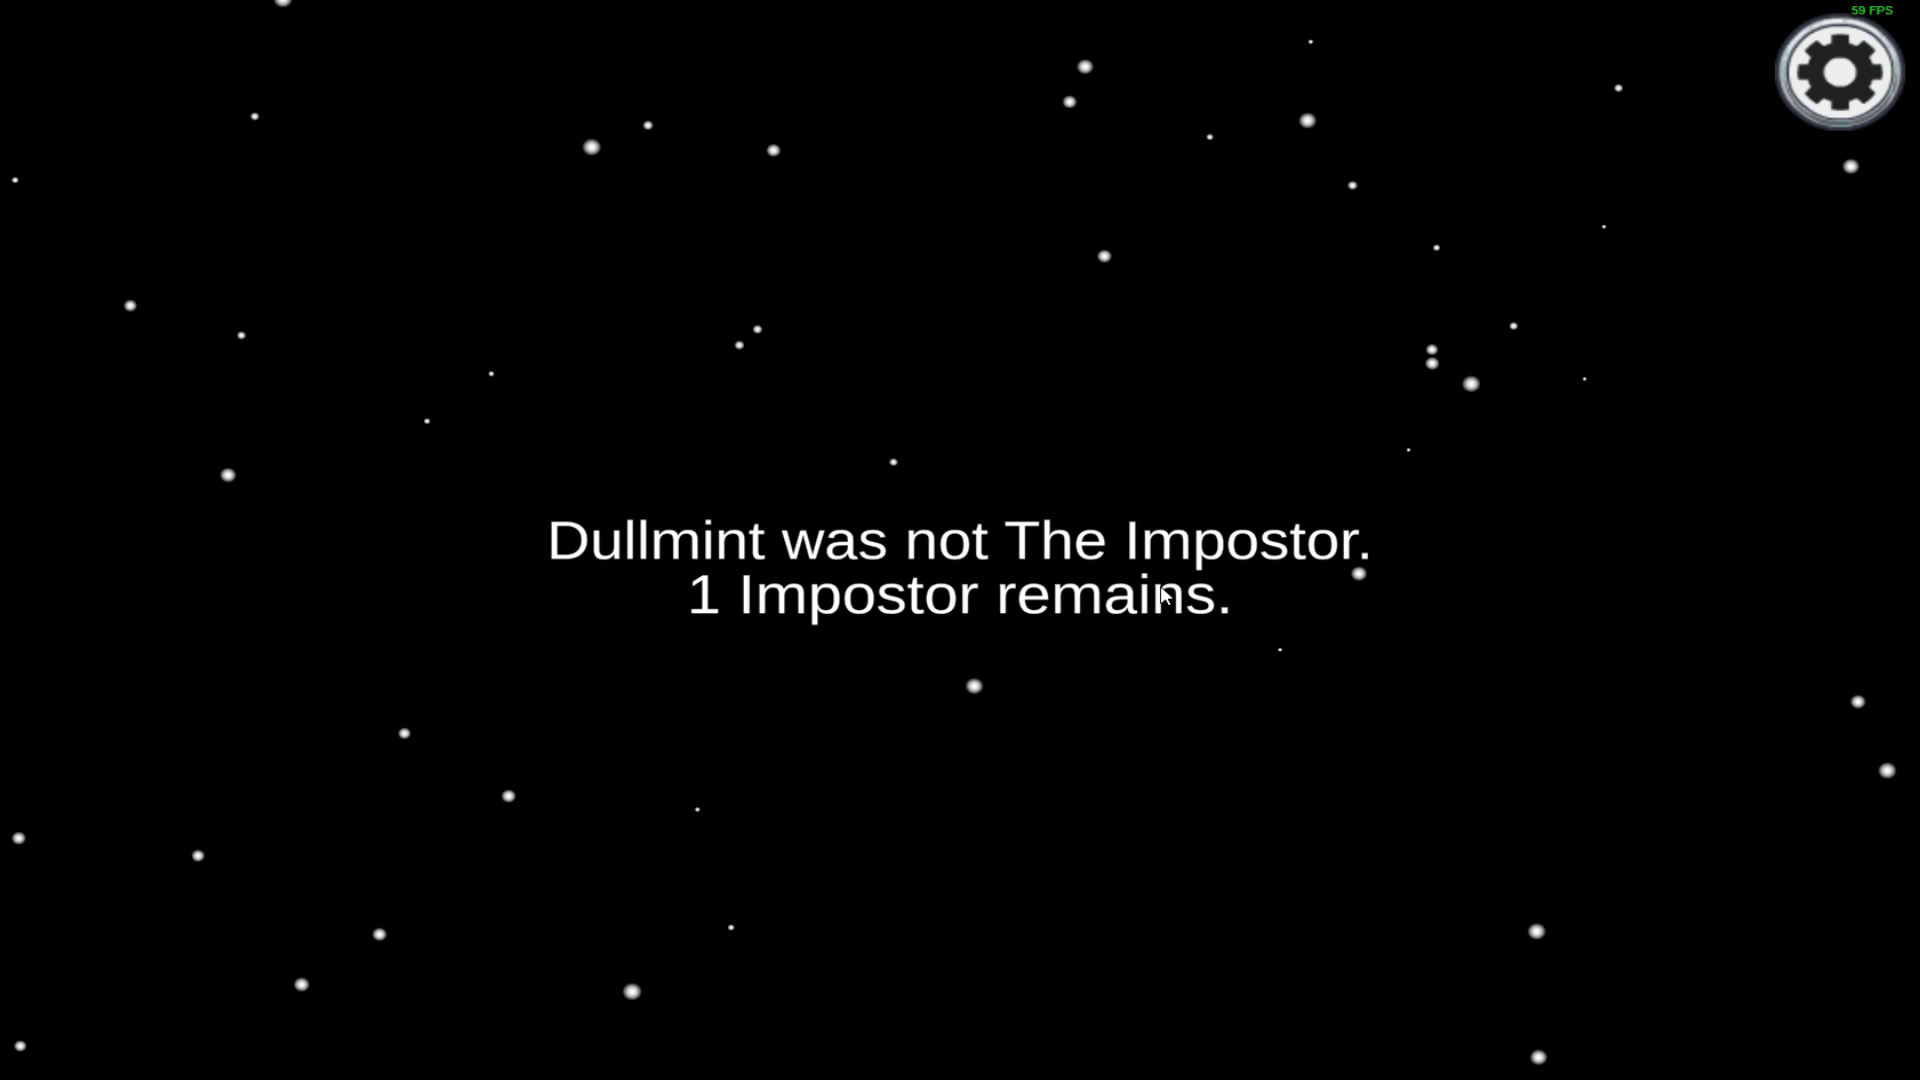 59 FPS
Dullmint was not The Impostor.
1 Impostor remains.